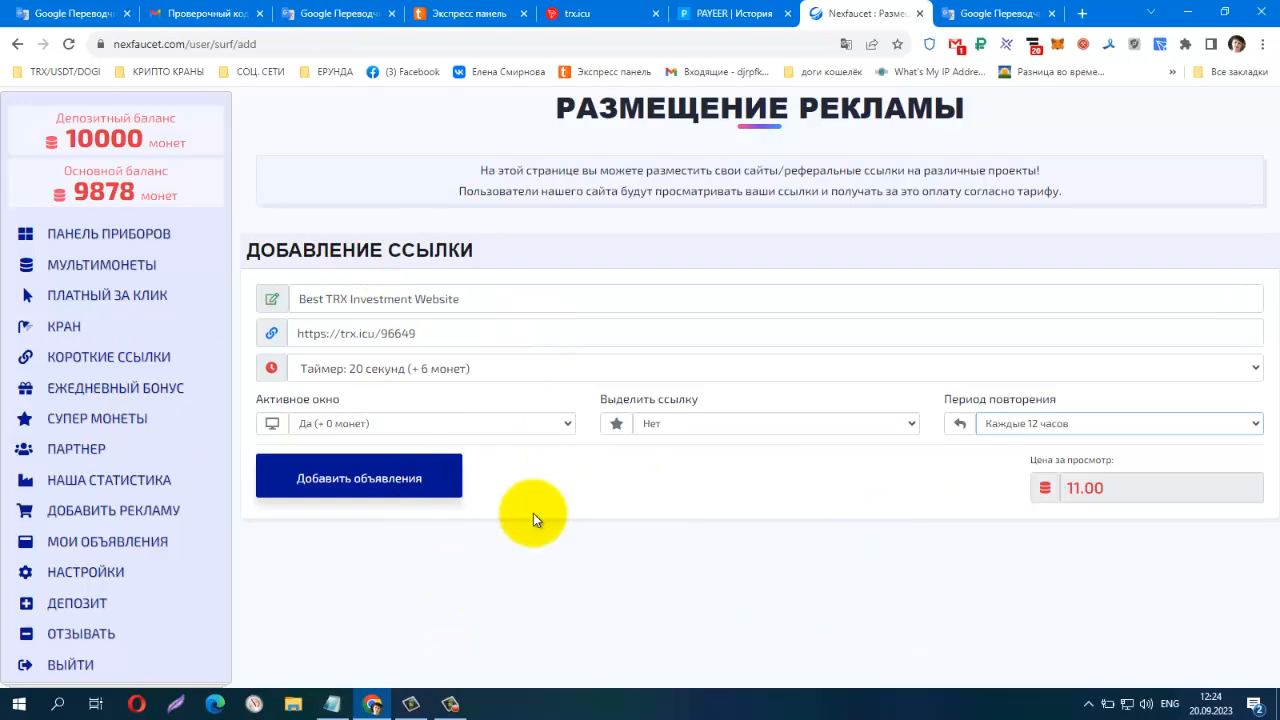 Google Переводч
Проверочный код
Google Переводч
Экспресс панель
trx.icu
PAYEER | История
Nexfaucet : Разме
Google Переводч
nexfaucet.com/user/surf/add
1
20
TRX/USDT/DOGI
КРИПТО КРАНЫ
СОЦ. СЕТИ
ЕРУНДА
(3) Facebook
Елена Смирнова
Экспресс панель
Входящие - djrpfk...
доги кошелёк
What's My IP Addre...
Разница во време...
»
Все закладки
Депозитный баланс
10000 монет
Основной баланс
9878 монет
ПАНЕЛЬ ПРИБОРОВ
МУЛЬТИМОНЕТЫ
ПЛАТНЫЙ ЗА КЛИК
КРАН
КОРОТКИЕ ССЫЛКИ
ЕЖЕДНЕВНЫЙ БОНУС
СУПЕР МОНЕТЫ
ПАРТНЕР
НАША СТАТИСТИКА
ДОБАВИТЬ РЕКЛАМУ
МОИ ОБЪЯВЛЕНИЯ
НАСТРОЙКИ
ДЕПОЗИТ
ОТЗЫВАТЬ
ВЫЙТИ
РАЗМЕЩЕНИЕ РЕКЛАМЫ
На этой странице вы можете разместить свои сайты/реферальные ссылки на различные проекты!
Пользователи нашего сайта будут просматривать ваши ссылки и получать за это оплату согласно тарифу.
ДОБАВЛЕНИЕ ССЫЛКИ
Best TRX Investment Website
https://trx.icu/96649
Таймер: 20 секунд (+ 6 монет)
Активное окно
Выделить ссылку
Период повторения
Да (+ 0 монет)
Нет
Каждые 12 часов
Добавить объявления
Цена за просмотр:
11.00
ENG
12:24
20.09.2023
2